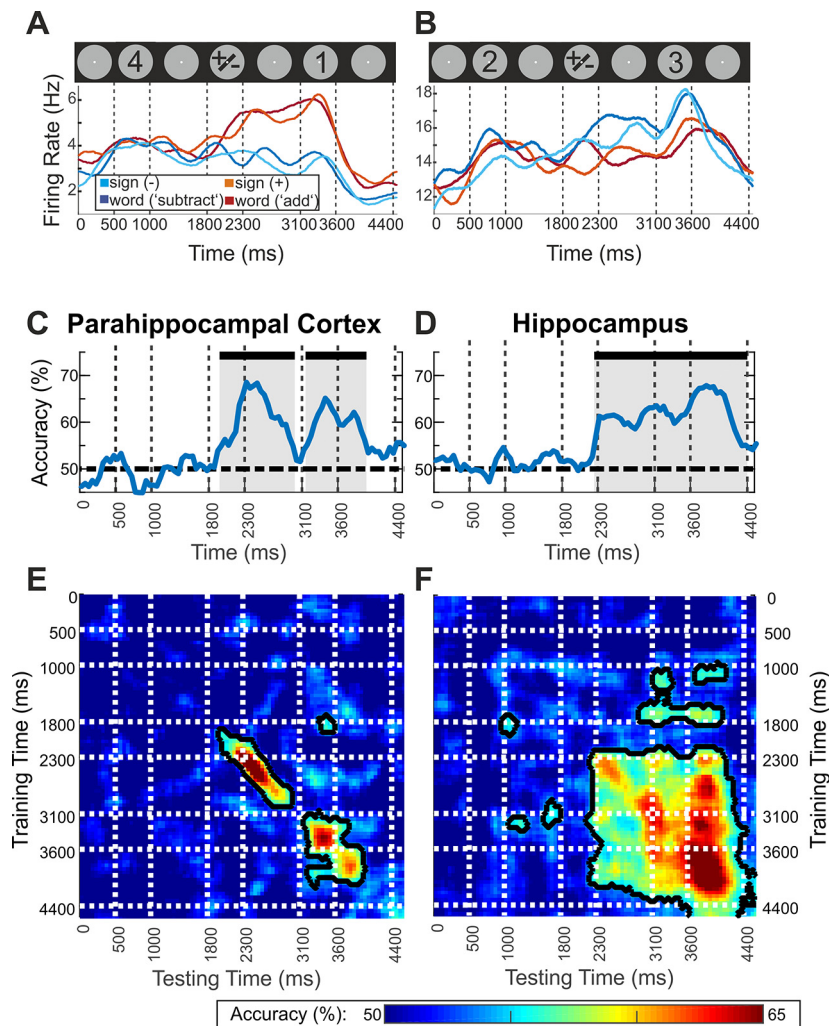 A
B
4 +- 1
2 +- 3
Firing Rate (Hz)
6
4
2
sign (-) sign (+)
word ('subtract') word ('add')
0 500 1000 1800 2300 3100 3600 4400
Time (ms)
18
16
14
12
0 500 1000 1800 2300 3100 3600 4400
Time (ms)
C Parahippocampal Cortex
D Hippocampus
Accuracy (%)
70
60
50
0 500 1000 1800 2300 3100 3600 4400
Time (ms)
70
60
50
0 500 1000 1800 2300 3100 3600 4400
Time (ms)
E
F
Training Time (ms)
0
500
1000
1800
2300
3100
3600
4400
0 500 1000 1800 2300 3100 3600 4400
Testing Time (ms)
0
500
1000
1800
2300
3100
3600
4400
Training Time (ms)
0 500 1000 1800 2300 3100 3600 4400
Testing Time (ms)
Accuracy (%): 50 65